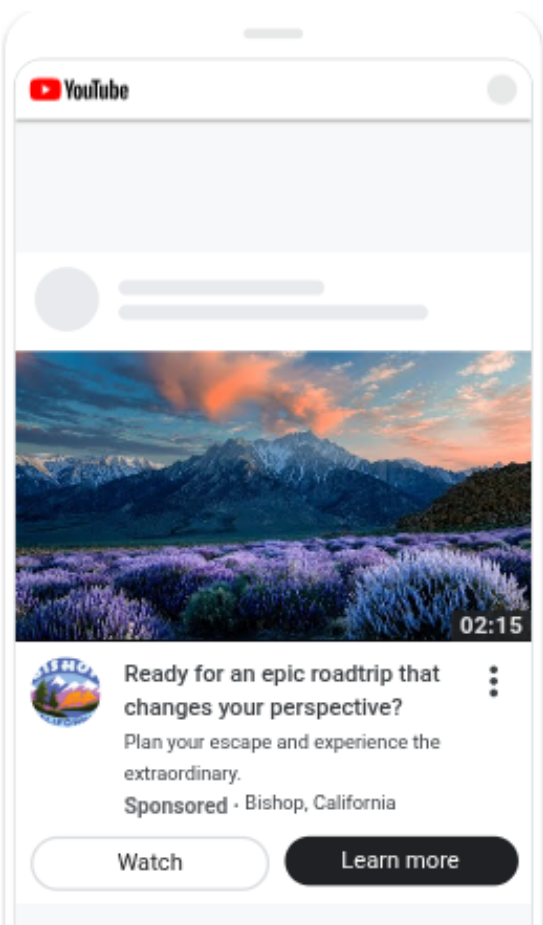 YouTube
02:15
BISHOP
Ready for an epic roadtrip that
changes your perspective?
Plan your escape and experience the
extraordinary.
Sponsored · Bishop, California
Watch
Learn more